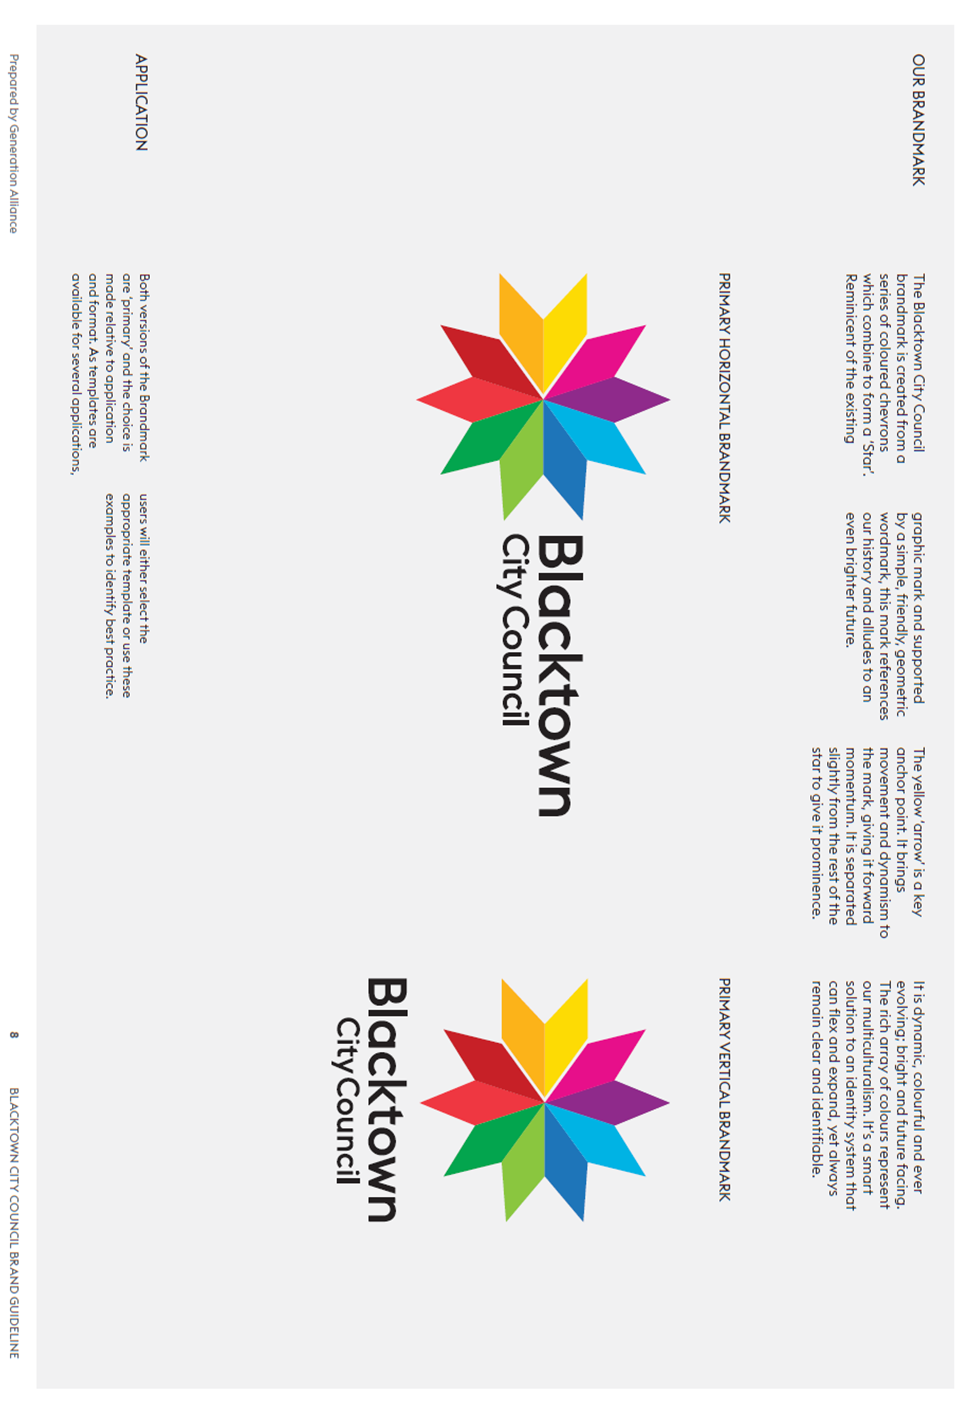 OUR BRANDMARK
The Blacktown City Council
brandmark is created from a
series of coloured chevrons
which combine to form a ‘Star’.
Reminicent of the existing
graphic mark and supported
by a simple, friendly, geometric
wordmark, this mark references
our history and alludes to an
even brighter future.
The yellow ‘arrow’ is a key
anchor point. It brings
movement and dynamism to
the mark, giving it forward
momentum. It is separated
slightly from the rest of the
star to give it prominence.
It is dynamic, colourful and ever
evolving; bright and future facing.
The rich array of colours represent
our multiculturalism. It’s a smart
solution to an identity system that
can flex and expand, yet always
remain clear and identifiable.
PRIMARY HORIZONTAL BRANDMARK
Blacktown
City Council
PRIMARY VERTICAL BRANDMARK
Blacktown
City Council
APPLICATION
Both versions of the Brandmark
are ‘primary’ and the choice is
made relative to application
and format. As templates are
available for several applications,
users will either select the
appropriate template or use these
examples to identify best practice.
Prepared by Generation Alliance
8
BLACKTOWN CITY COUNCIL BRAND GUIDELINE